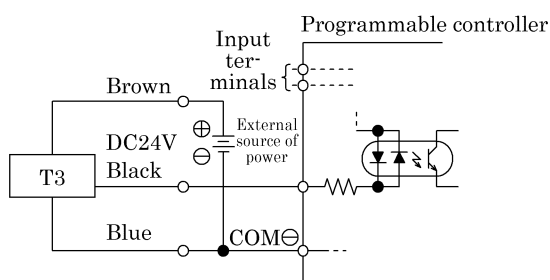 Programmable controller
Input
ter-
minals
Brown
⊕
External
DC24V
source of
⊖
power
Black
T3
Blue
COM⊖